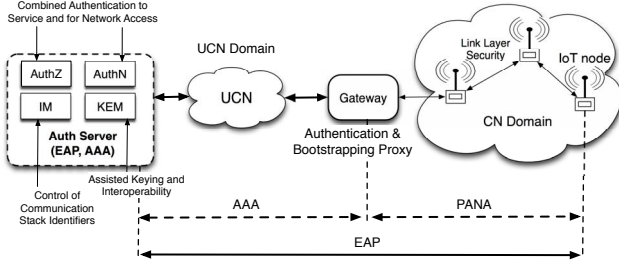 Combined Authentication to
Service and for Network Access
AuthZ
AuthN
IM
KEM
Auth Server
(EAP, AAA)
Control of
Communication
Stack Identifiers
Assisted Keying and
Interoperability
UCN Domain
UCN
Gateway
Authentication &
Bootstrapping Proxy
Link Layer
Security
IoT node
CN Domain
AAA
PANA
EAP